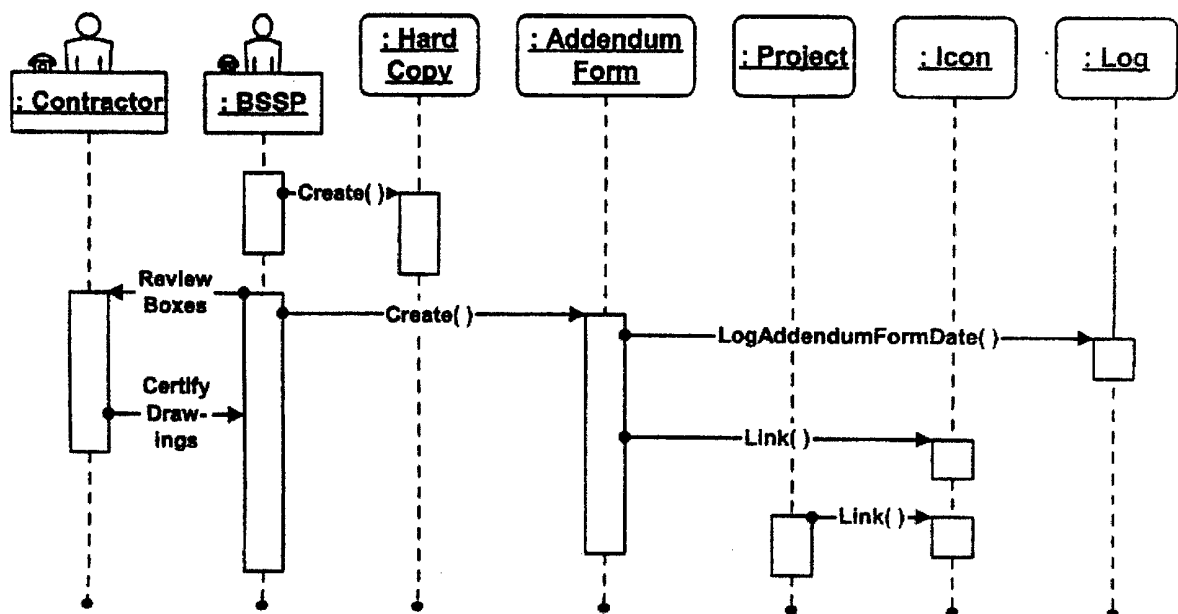 : Contractor
: BSSP
: Hard
Copy
: Addendum
Form
: Project
: Icon
: Log
Create( )
Review
Boxes
Create( )
LogAddendumFormDate( )
Certify
Draw-
ings
Link( )
Link( )